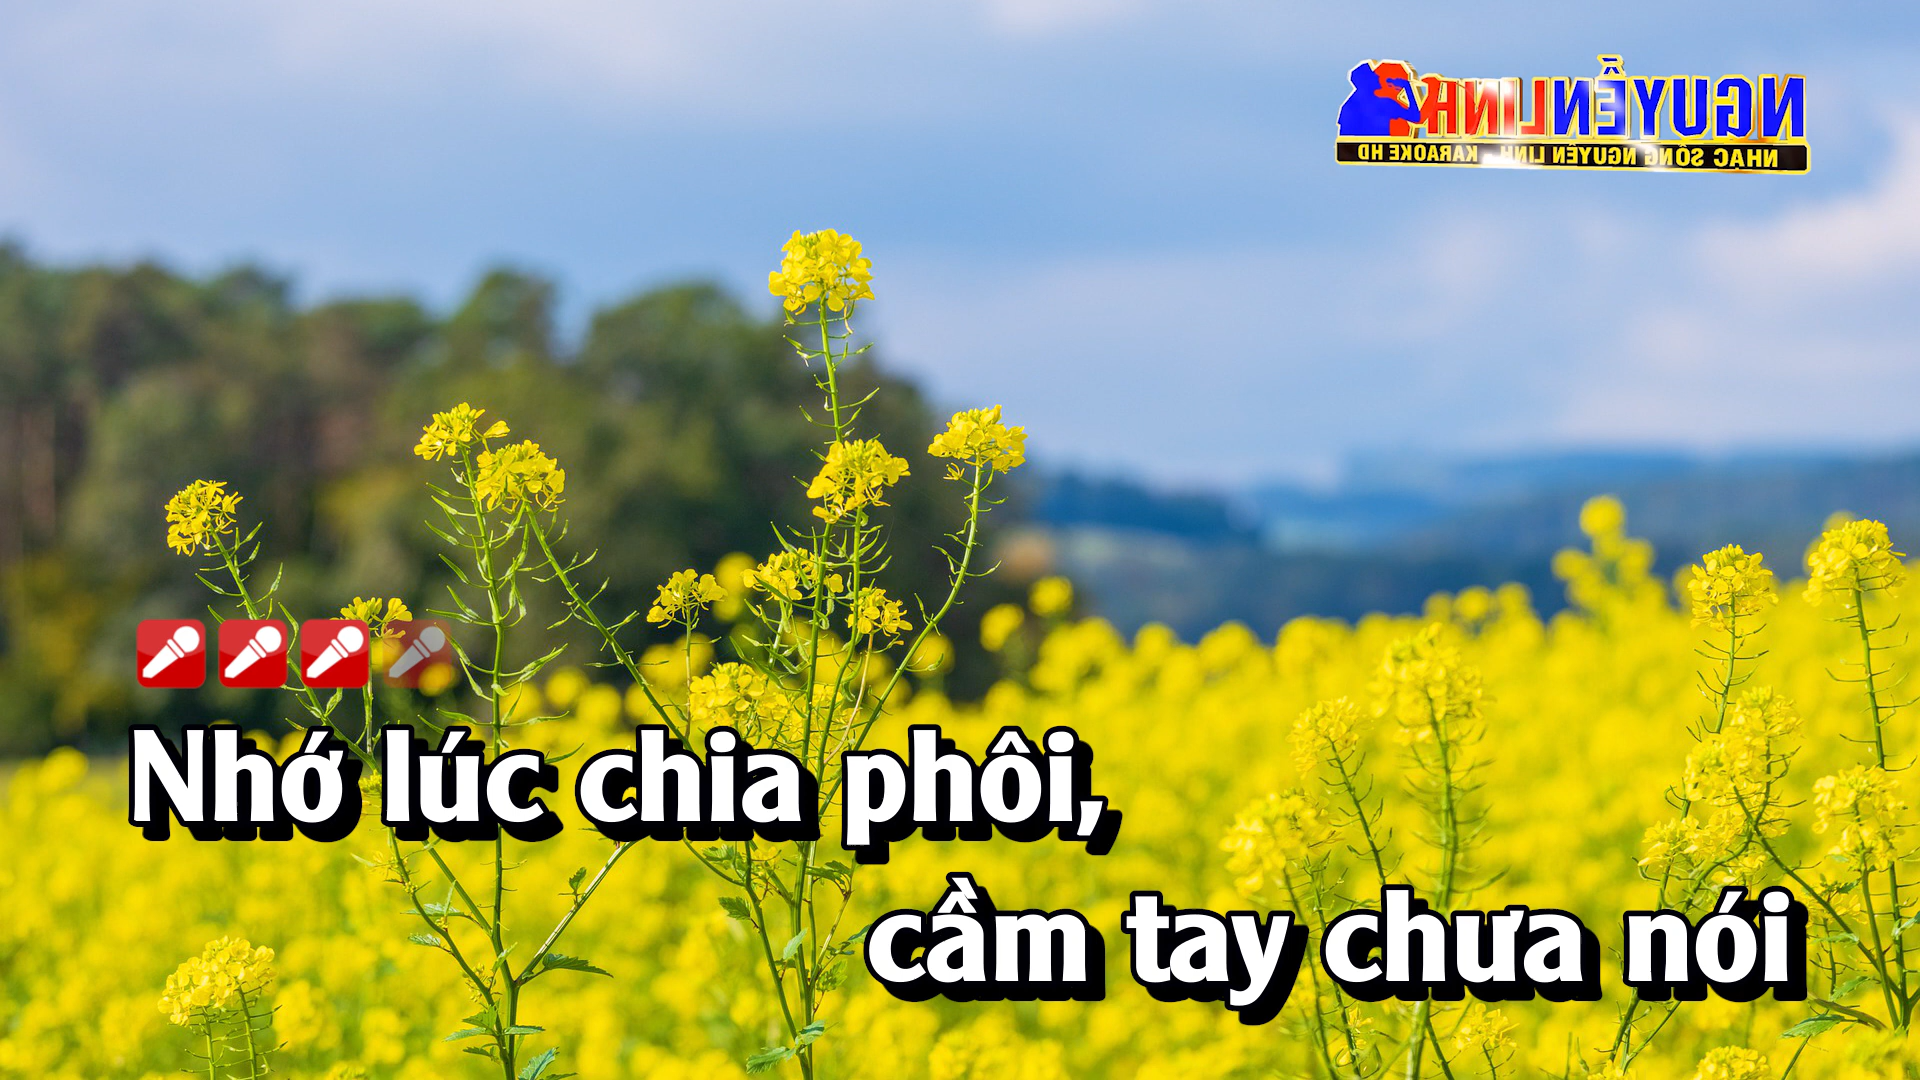 NGUYỄN LINH
NHẠC SỐNG NGUYỄN LINH - KARAOKE HD
Nhớ lúc chia phôi,
cầm tay chưa nói